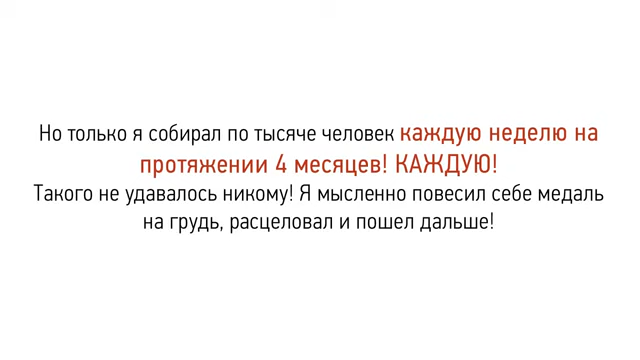 Но только я собирал по тысяче человек каждую неделю на
протяжении 4 месяцев! КАЖДУЮ!
Такого не удавалось никому! Я мысленно повесил себе медаль
на грудь, расцеловал и пошел дальше!